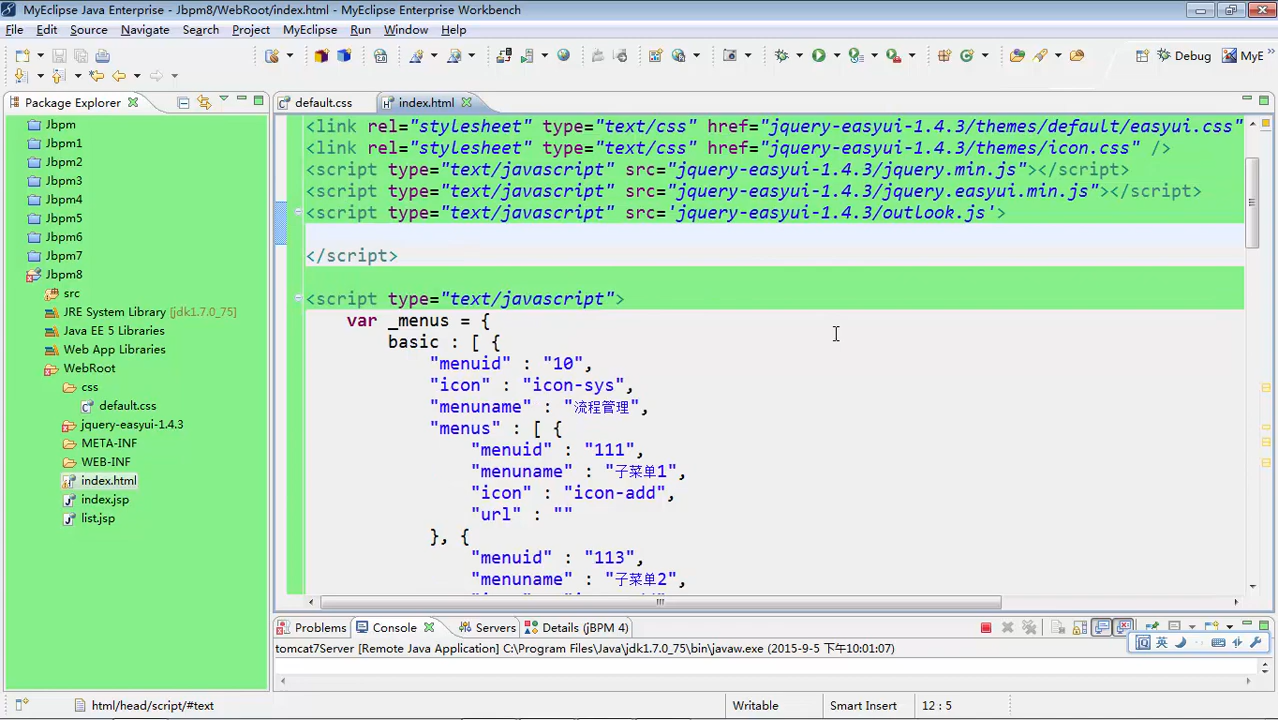 MyEclipse Java Enterprise - Jbpm8/WebRoot/index.html - MyEclipse Enterprise Workbench
File Edit Source Navigate Search Project MyEclipse Run Window Help
Debug MyE
Package Explorer
default.css index.html
Jbpm
Jbpm1
Jbpm2
Jbpm3
Jbpm4
Jbpm5
Jbpm6
Jbpm7
Jbpm8
src
JRE System Library [jdk1.7.0_75]
Java EE 5 Libraries
Web App Libraries
WebRoot
css
default.css
jquery-easyui-1.4.3
META-INF
WEB-INF
index.html
index.jsp
list.jsp
<link rel="stylesheet" type="text/css" href="jquery-easyui-1.4.3/themes/default/easyui.css"
<link rel="stylesheet" type="text/css" href="jquery-easyui-1.4.3/themes/icon.css" />
<script type="text/javascript" src="jquery-easyui-1.4.3/jquery.min.js"></script>
<script type="text/javascript" src="jquery-easyui-1.4.3/jquery.easyui.min.js"></script>
<script type="text/javascript" src='jquery-easyui-1.4.3/outlook.js'>
</script>
<script type="text/javascript">
var _menus = {
basic : [ {
"menuid" : "10",
"icon" : "icon-sys",
"menuname" : "流程管理",
"menus" : [ {
"menuid" : "111",
"menuname" : "子菜单1",
"icon" : "icon-add",
"url" : ""
}, {
"menuid" : "113",
"menuname" : "子菜单2",
Problems Console Servers Details (jBPM 4)
英
tomcat7Server [Remote Java Application] C:\Program Files\Java\jdk1.7.0_75\bin\javaw.exe (2015-9-5 下午10:01:07)
html/head/script/#text Writable Smart Insert 12 : 5